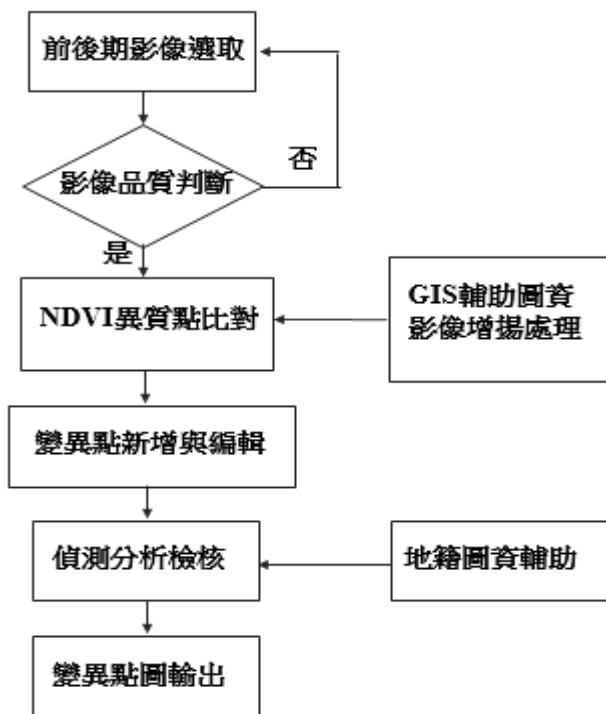 前後期影像選取
否
影像品質判斷
是
NDVI異質點比對
GIS輔助圖資
影像增揚處理
變異點新增與編輯
偵測分析檢核
地籍圖資輔助
變異點圖輸出